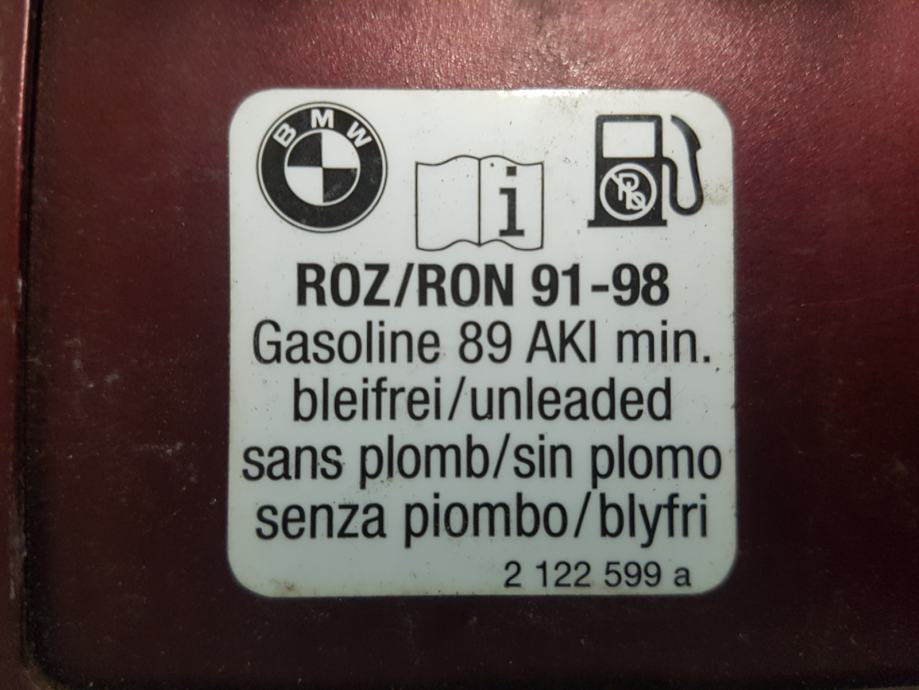 BMW
i
Pb
ROZ/RON 91-98
Gasoline 89 AKI min.
bleifrei/unleaded
sans plomb/sin plomo
senza piombo/blyfri
2 122 599 a